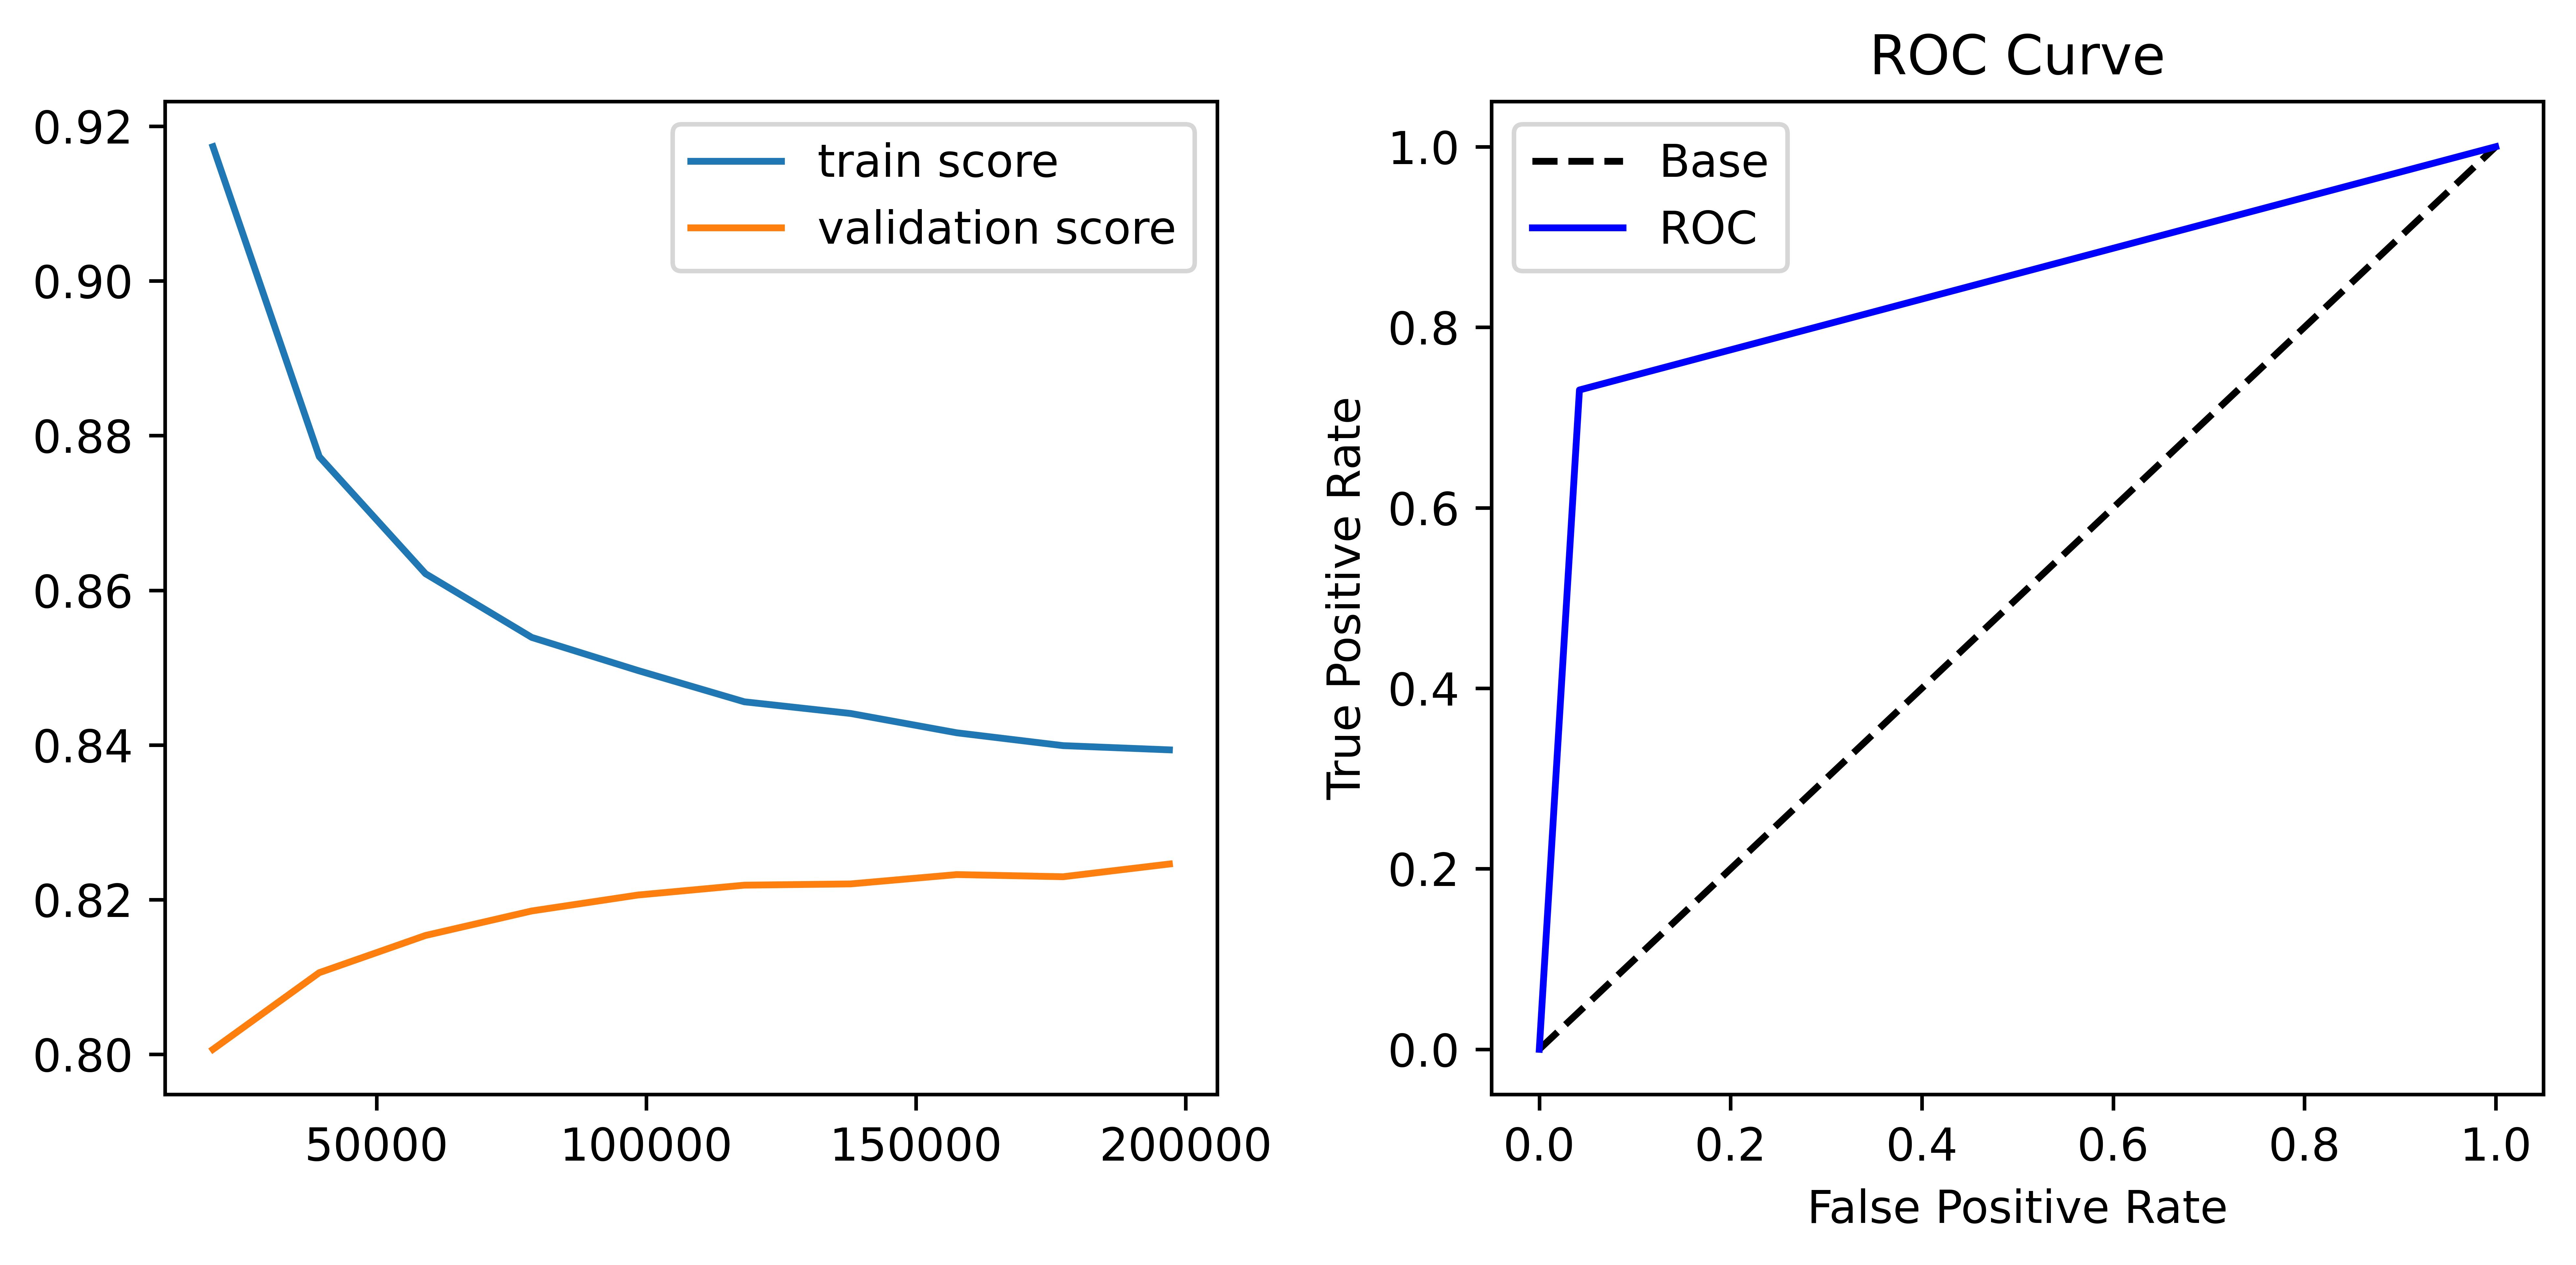 0.92
0.90
0.88
0.86
0.84
0.82
0.80
50000 100000 150000 200000
train score
validation score
ROC Curve
Base
ROC
True Positive Rate
1.0
0.8
0.6
0.4
0.2
0.0
0.0 0.2 0.4 0.6 0.8 1.0
False Positive Rate